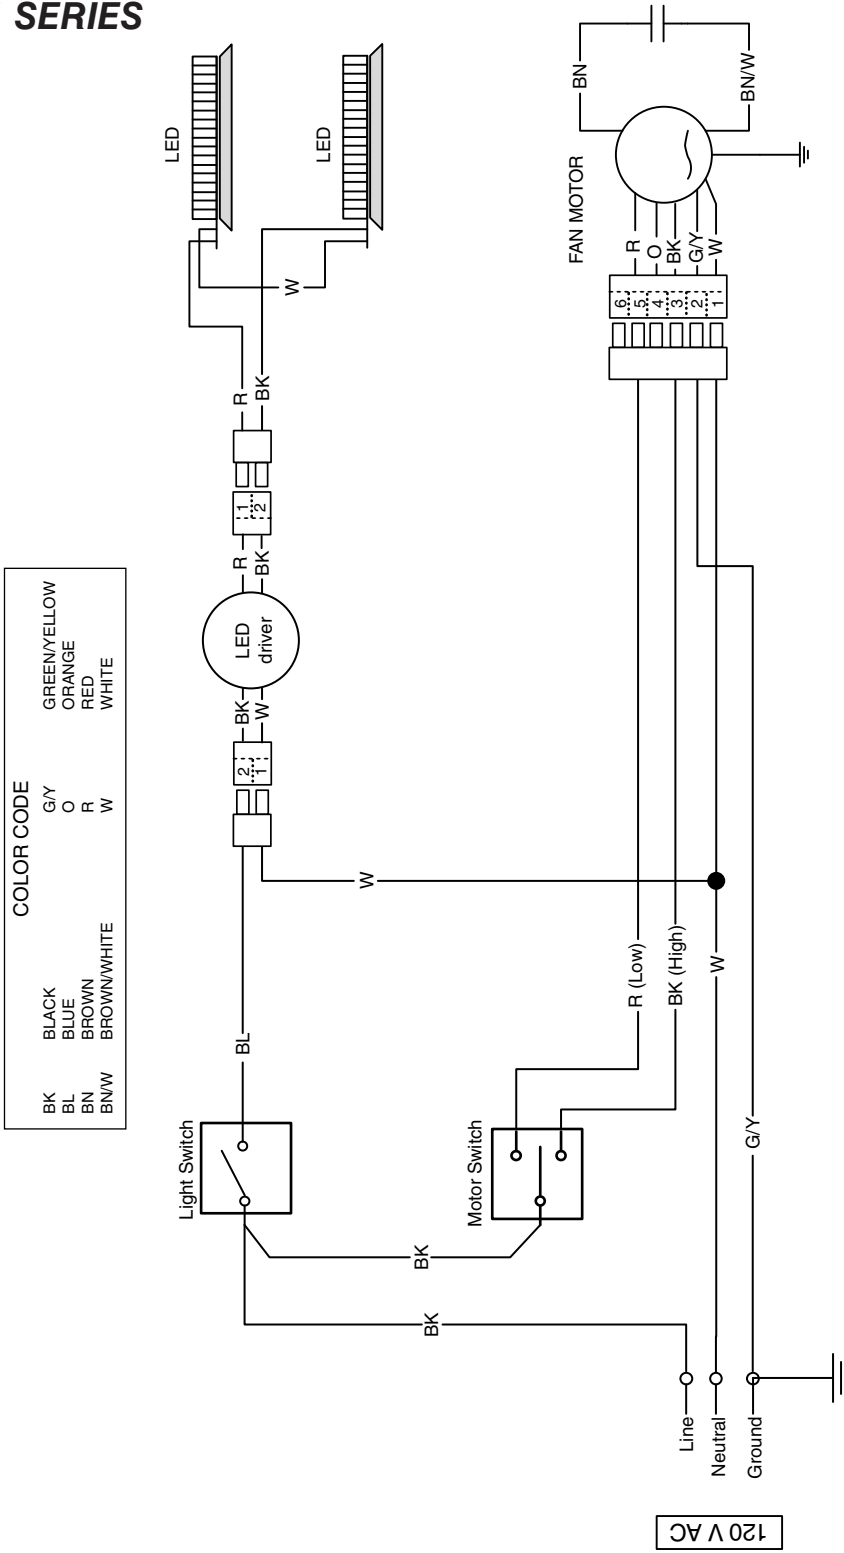 SERIES
COLOR CODE
BK BLACK
BL BLUE
BN BROWN
BN/W BROWN/WHITE
G/Y GREEN/YELLOW
O ORANGE
R RED
W WHITE
LED
LED
W
R
BK
1
2
R
BK
LED
driver
BK
W
2
1
W
BL
Light Switch
BK
BK
Motor Switch
R (Low)
BK (High)
W
G/Y
FAN MOTOR
BN
BN/W
R
O
BK
G/Y
W
6
5
4
3
2
1
Line
Neutral
Ground
120 V AC